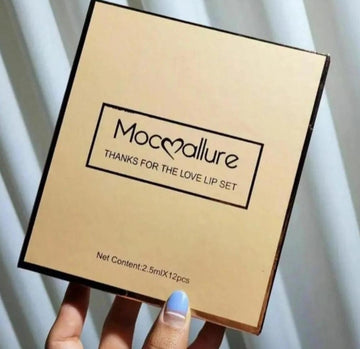 Mocallure
THANKS FOR THE LOVE LIP SET
Net Content:2.5mlX12pcs